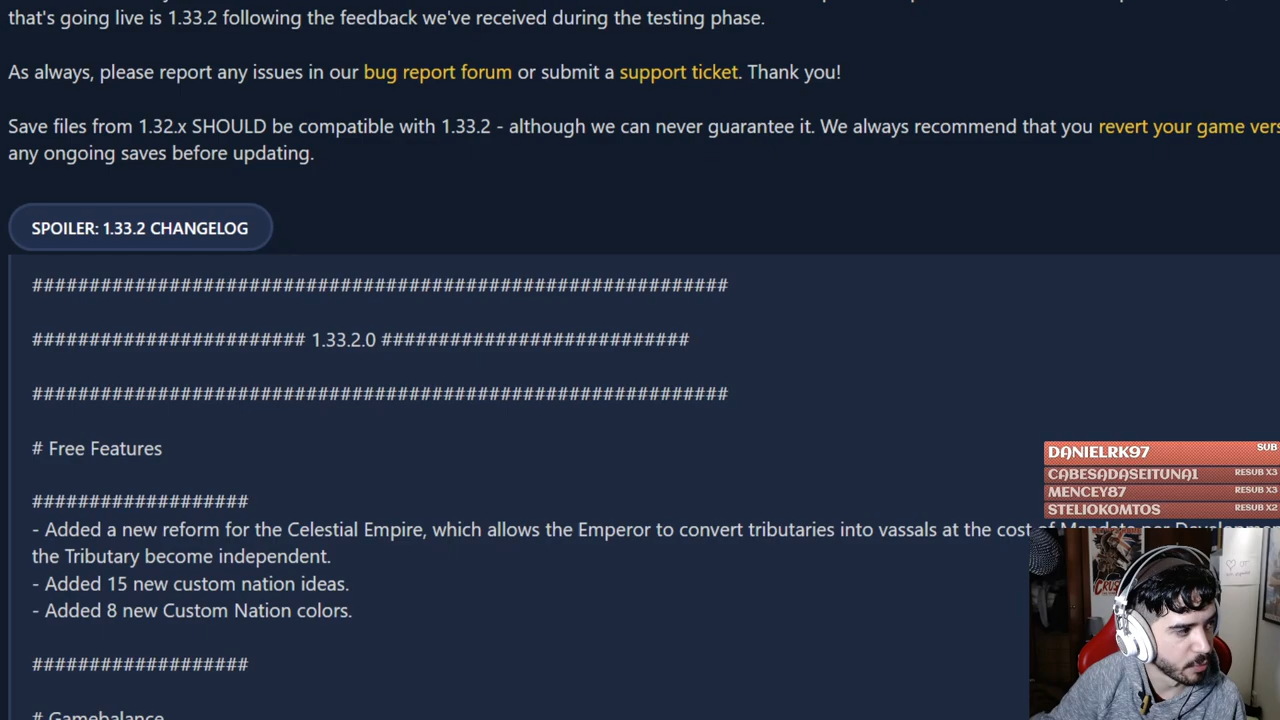 that's going live is 1.33.2 following the feedback we've received during the testing phase.
As always, please report any issues in our bug report forum or submit a support ticket. Thank you!
Save files from 1.32.x SHOULD be compatible with 1.33.2 - although we can never guarantee it. We always recommend that you revert your game vers
any ongoing saves before updating.
SPOILER: 1.33.2 CHANGELOG
############################################################
######################## 1.33.2.0 ###########################
############################################################
# Free Features
###################
- Added a new reform for the Celestial Empire, which allows the Emperor to convert tributaries into vassals at the cost of Mandate per Development
the Tributary become independent.
- Added 15 new custom nation ideas.
- Added 8 new Custom Nation colors.
###################
# Gamebalance
DANIELRK97 SUB
CABESADASEITUNA1 RESUB X3
MENCEY87 RESUB X3
STELIOKOMTOS RESUB X2